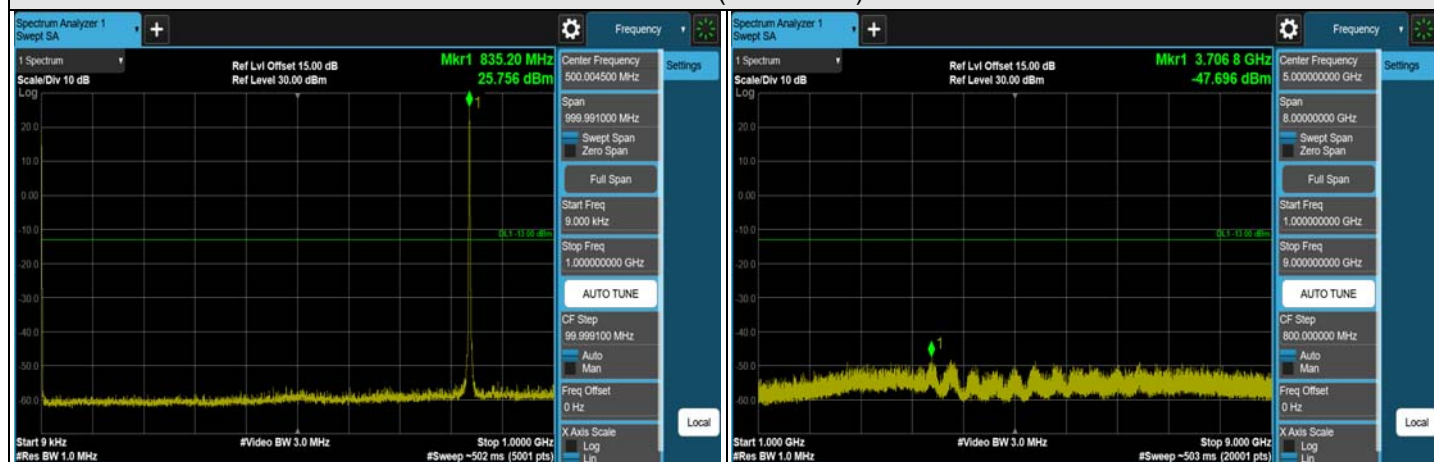 Spectrum Analyzer 1
Swept SA
+
Frequency
1 Spectrum
Scale/Div 10 dB
Log
Ref Lvl Offset 15.00 dB
Ref Level 30.00 dBm
Mkr1 835.20 MHz
25.756 dBm
1
20.0
10.0
0.00
-10.0
DL1 -13.00 dBm
-20.0
-30.0
-40.0
-50.0
-60.0
Start 9 kHz
#Res BW 1.0 MHz
#Video BW 3.0 MHz
Stop 1.0000 GHz
#Sweep ~502 ms (5001 pts)
Center Frequency
500.004500 MHz
Settings
Span
999.991000 MHz
Swept Span
Zero Span
Full Span
Start Freq
9.000 kHz
Stop Freq
1.000000000 GHz
AUTO TUNE
CF Step
99.999100 MHz
Auto
Man
Freq Offset
0 Hz
Local
X Axis Scale
Log
Lin
Spectrum Analyzer 1
Swept SA
+
Frequency
1 Spectrum
Scale/Div 10 dB
Log
Ref Lvl Offset 15.00 dB
Ref Level 30.00 dBm
Mkr1 3.706 8 GHz
-47.696 dBm
20.0
10.0
0.00
-10.0
DL1 -13.00 dBm
-20.0
-30.0
-40.0
1
-50.0
-60.0
Start 1.000 GHz
#Res BW 1.0 MHz
#Video BW 3.0 MHz
Stop 9.000 GHz
#Sweep ~503 ms (20001 pts)
Center Frequency
5.000000000 GHz
Settings
Span
8.00000000 GHz
Swept Span
Zero Span
Full Span
Start Freq
1.000000000 GHz
Stop Freq
9.000000000 GHz
AUTO TUNE
CF Step
800.000000 MHz
Auto
Man
Freq Offset
0 Hz
Local
X Axis Scale
Log
Lin